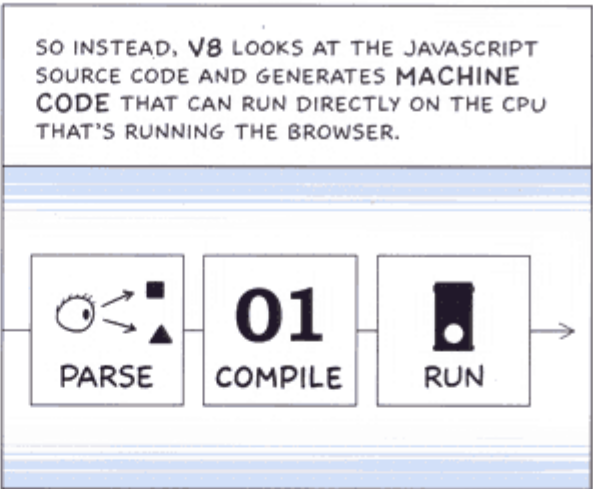 SO INSTEAD, V8 LOOKS AT THE JAVASCRIPT
SOURCE CODE AND GENERATES MACHINE
CODE THAT CAN RUN DIRECTLY ON THE CPU
THAT'S RUNNING THE BROWSER.
01
PARSE
COMPILE
RUN